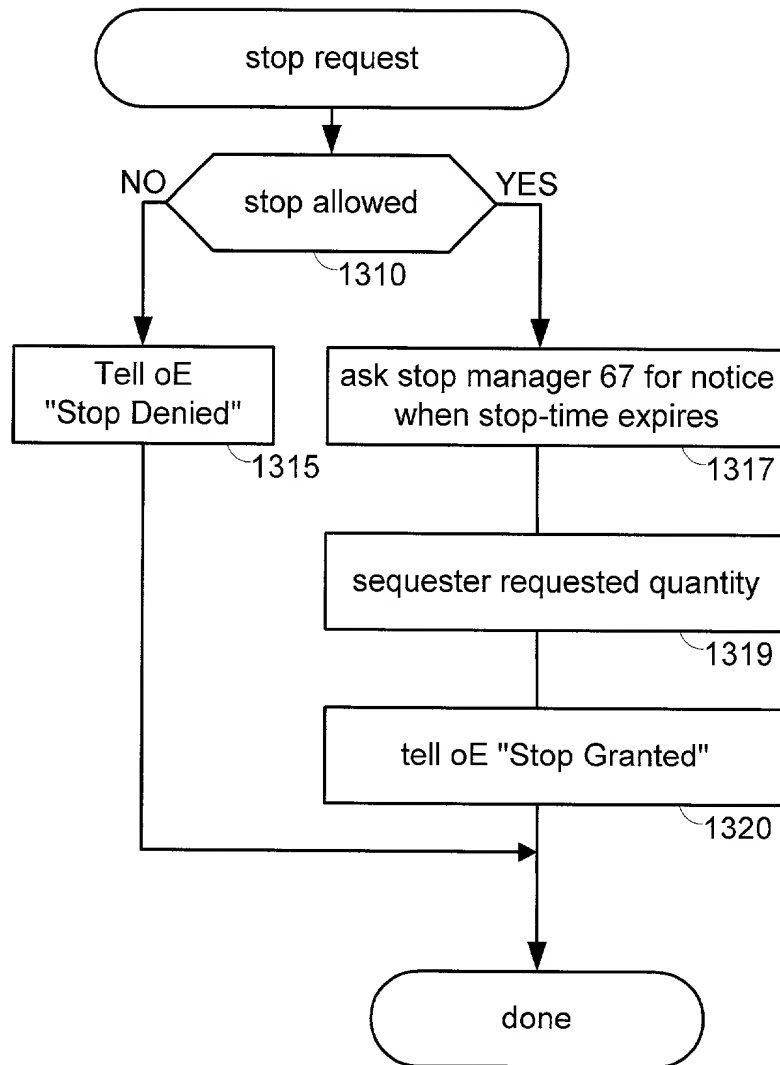 stop request
NO
YES
stop allowed
1310
Tell oE
"Stop Denied"
1315
ask stop manager 67 for notice
when stop-time expires
1317
sequester requested quantity
1319
tell oE "Stop Granted"
1320
done